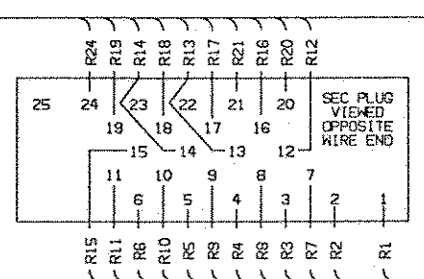 R24 R19 R14 R18 R13 R17 R21 R16 R20 R12
25 24 23 22 21 20 SEC PLUG
VIEWED
OPPOSITE
WIRE END
19 18 17 16
15 14 13 12
11 10 9 8 7
6 5 4 3 2 1
R15 R11 R6 R10 R5 R9 R4 R8 R3 R7 R2 R1